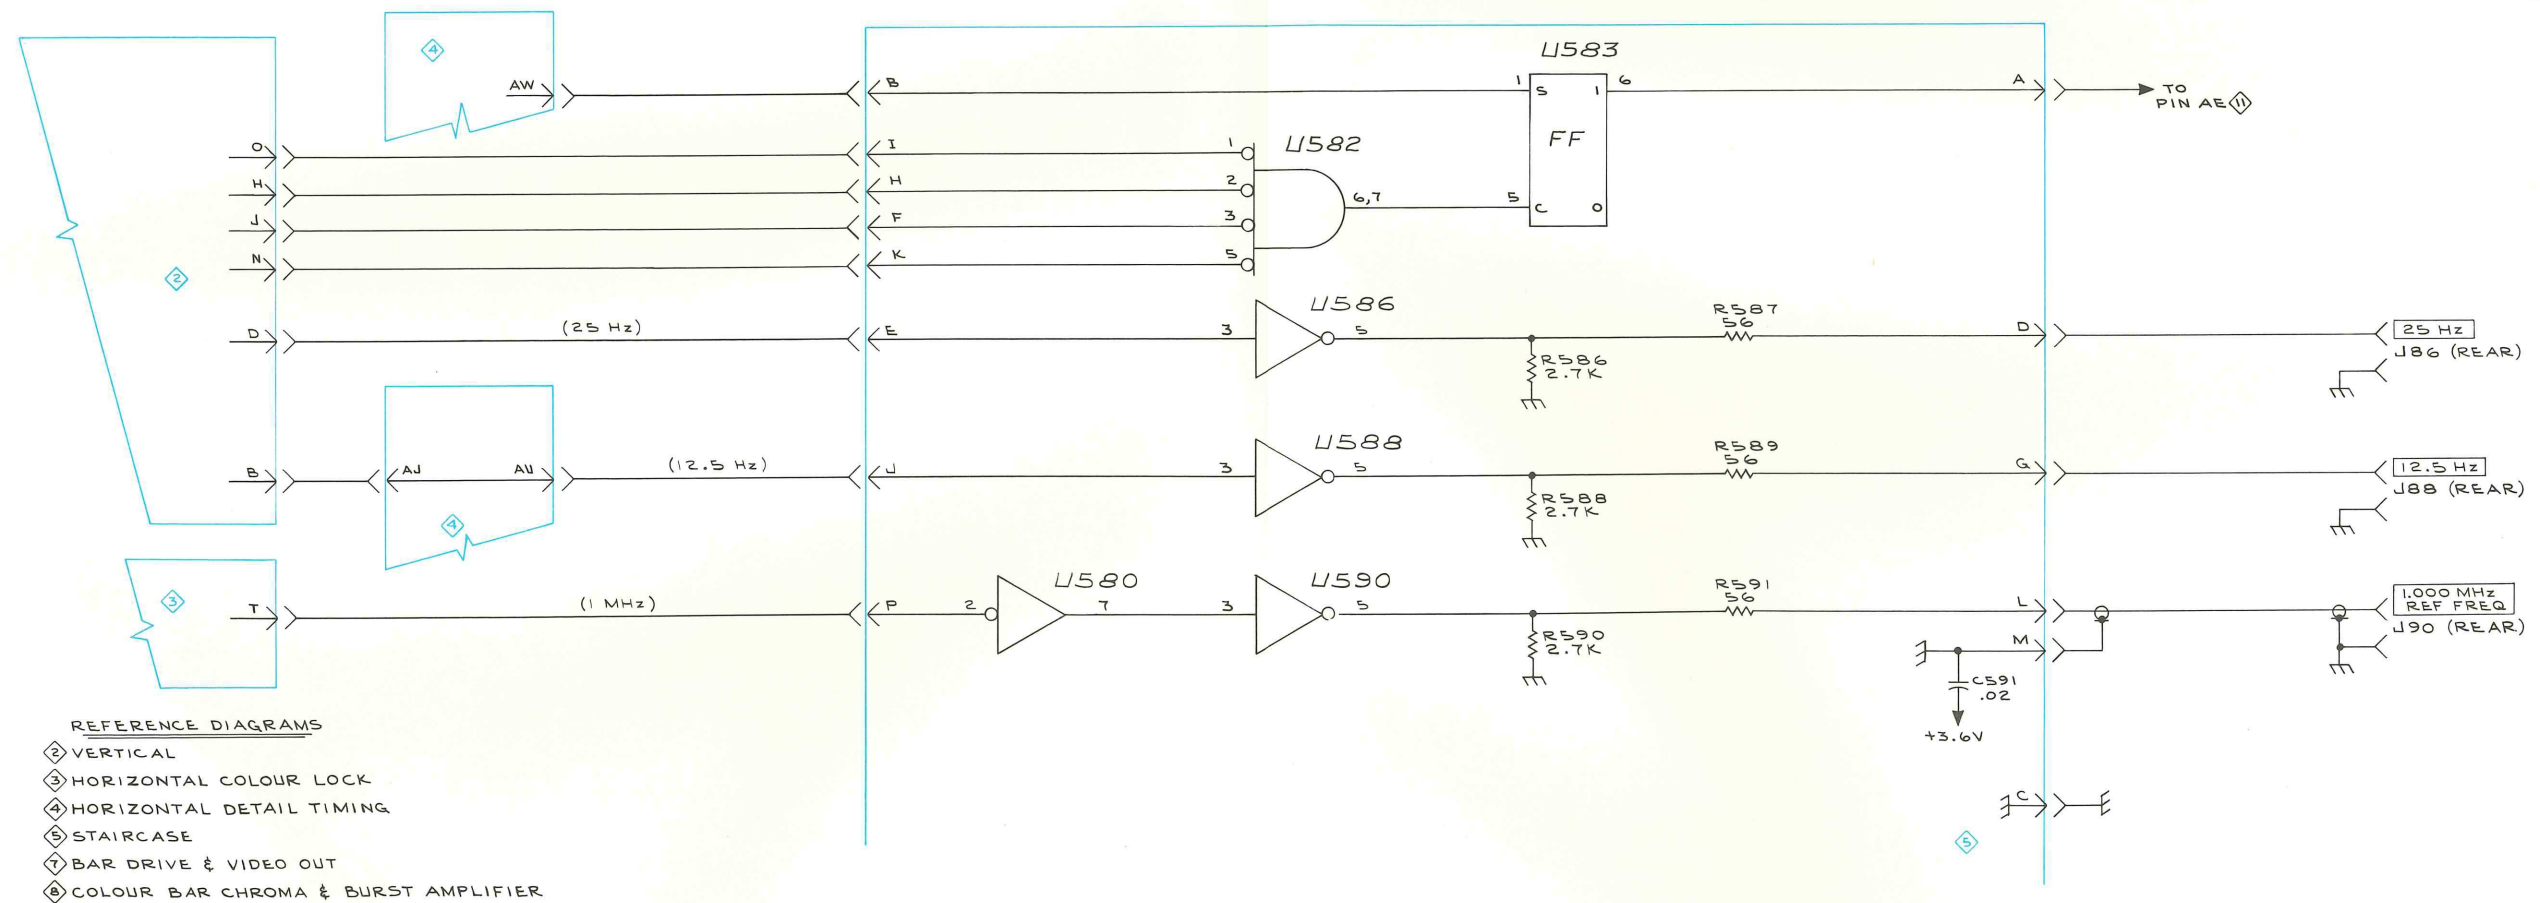 4
AW
B
1
S
U583
1
6
A
TO
PIN AE 11
FF
5
C
O
O
I
1
U582
H
H
2
J
F
3
6,7
N
K
5
2
D
(25 Hz)
E
3
U586
5
R587
56
D
25 Hz
J86 (REAR)
R586
2.7K
B
AJ
AU
(12.5 Hz)
J
3
U588
5
R589
56
G
12.5 Hz
J88 (REAR)
R588
2.7K
4
3
T
(1 MHz)
P
2
U580
7
3
U590
5
R591
56
L
1.000 MHz
REF FREQ
J90 (REAR)
R590
2.7K
M
C591
.02
+3.6V
C
5
REFERENCE DIAGRAMS
2 VERTICAL
3 HORIZONTAL COLOUR LOCK
4 HORIZONTAL DETAIL TIMING
5 STAIRCASE
7 BAR DRIVE & VIDEO OUT
8 COLOUR BAR CHROMA & BURST AMPLIFIER